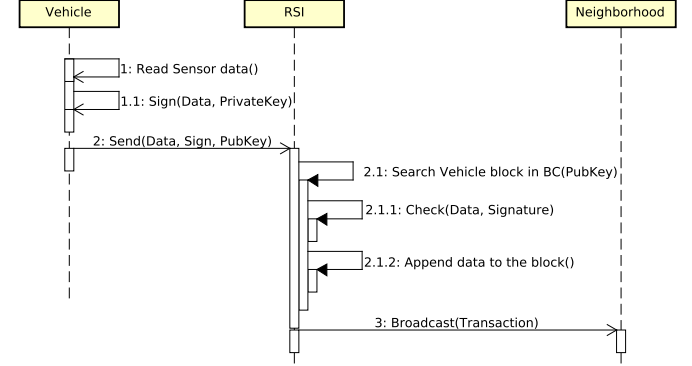 Vehicle
RSI
Neighborhood
1: Read Sensor data()
1.1: Sign(Data, PrivateKey)
2: Send(Data, Sign, PubKey)
2.1: Search Vehicle block in BC(PubKey)
2.1.1: Check(Data, Signature)
2.1.2: Append data to the block()
3: Broadcast(Transaction)